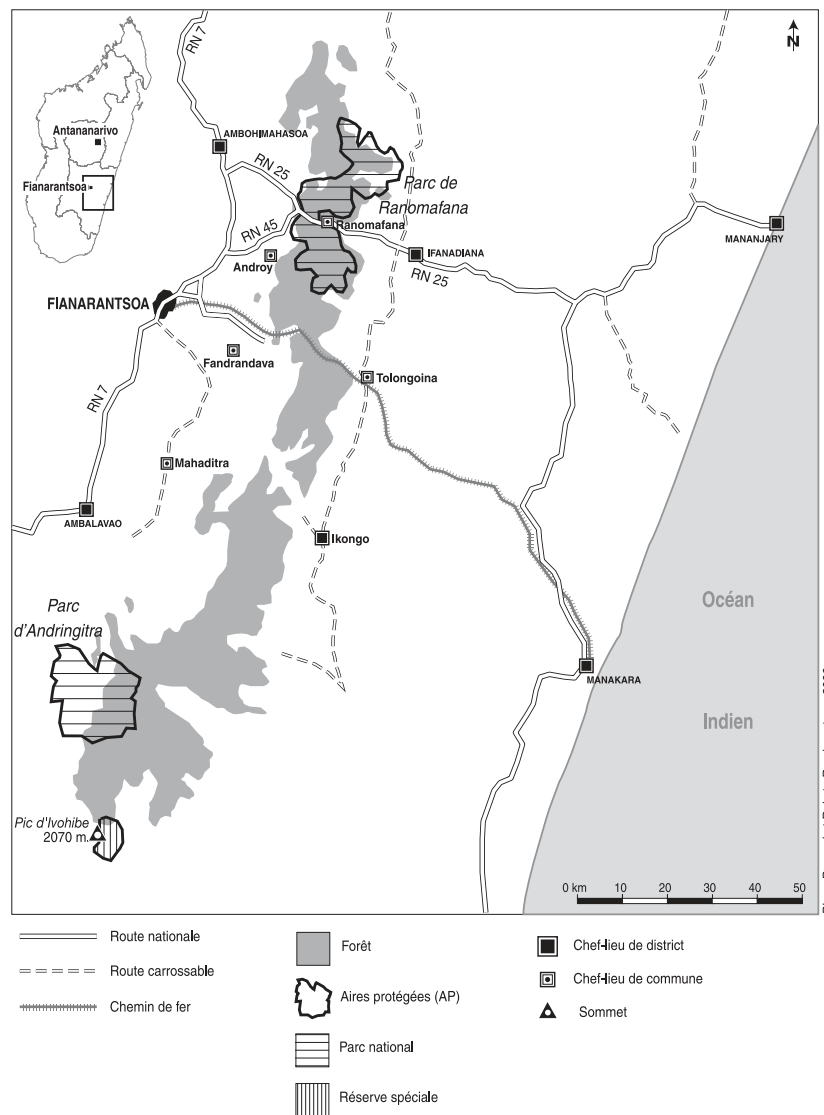 RN 7
N
AMBOHIMAHASOA
Antananarivo
Fianarantsoa
RN 25
Parc de
Ranomafana
Ranomafana
RN 45
MANANJARY
Androy
IFANADIANA
RN 25
FIANARANTSOA
Fandrandava
Tolongoina
RN 7
Mahaditra
AMBALAVAO
Ikongo
Parc
d'Andringitra
Océan
MANAKARA
Indien
Pic d'Ivohibe
2070 m.
0 km 10 20 30 40 50
Route nationale
Route carrossable
Chemin de fer
Forêt
Aires protégées (AP)
Parc national
Réserve spéciale
Chef-lieu de district
Chef-lieu de commune
Sommet